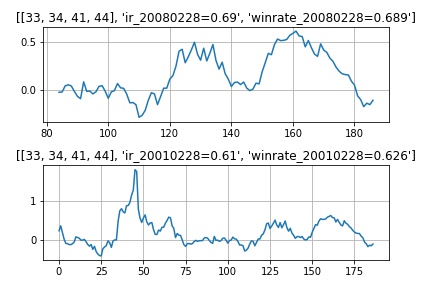 [[33, 34, 41, 44], 'ir_20080228=0.69', 'winrate_20080228=0.689']
0.5
0.0
80 100 120 140 160 180
[[33, 34, 41, 44], 'ir_20010228=0.61', 'winrate_20010228=0.626']
1
0
0 25 50 75 100 125 150 175